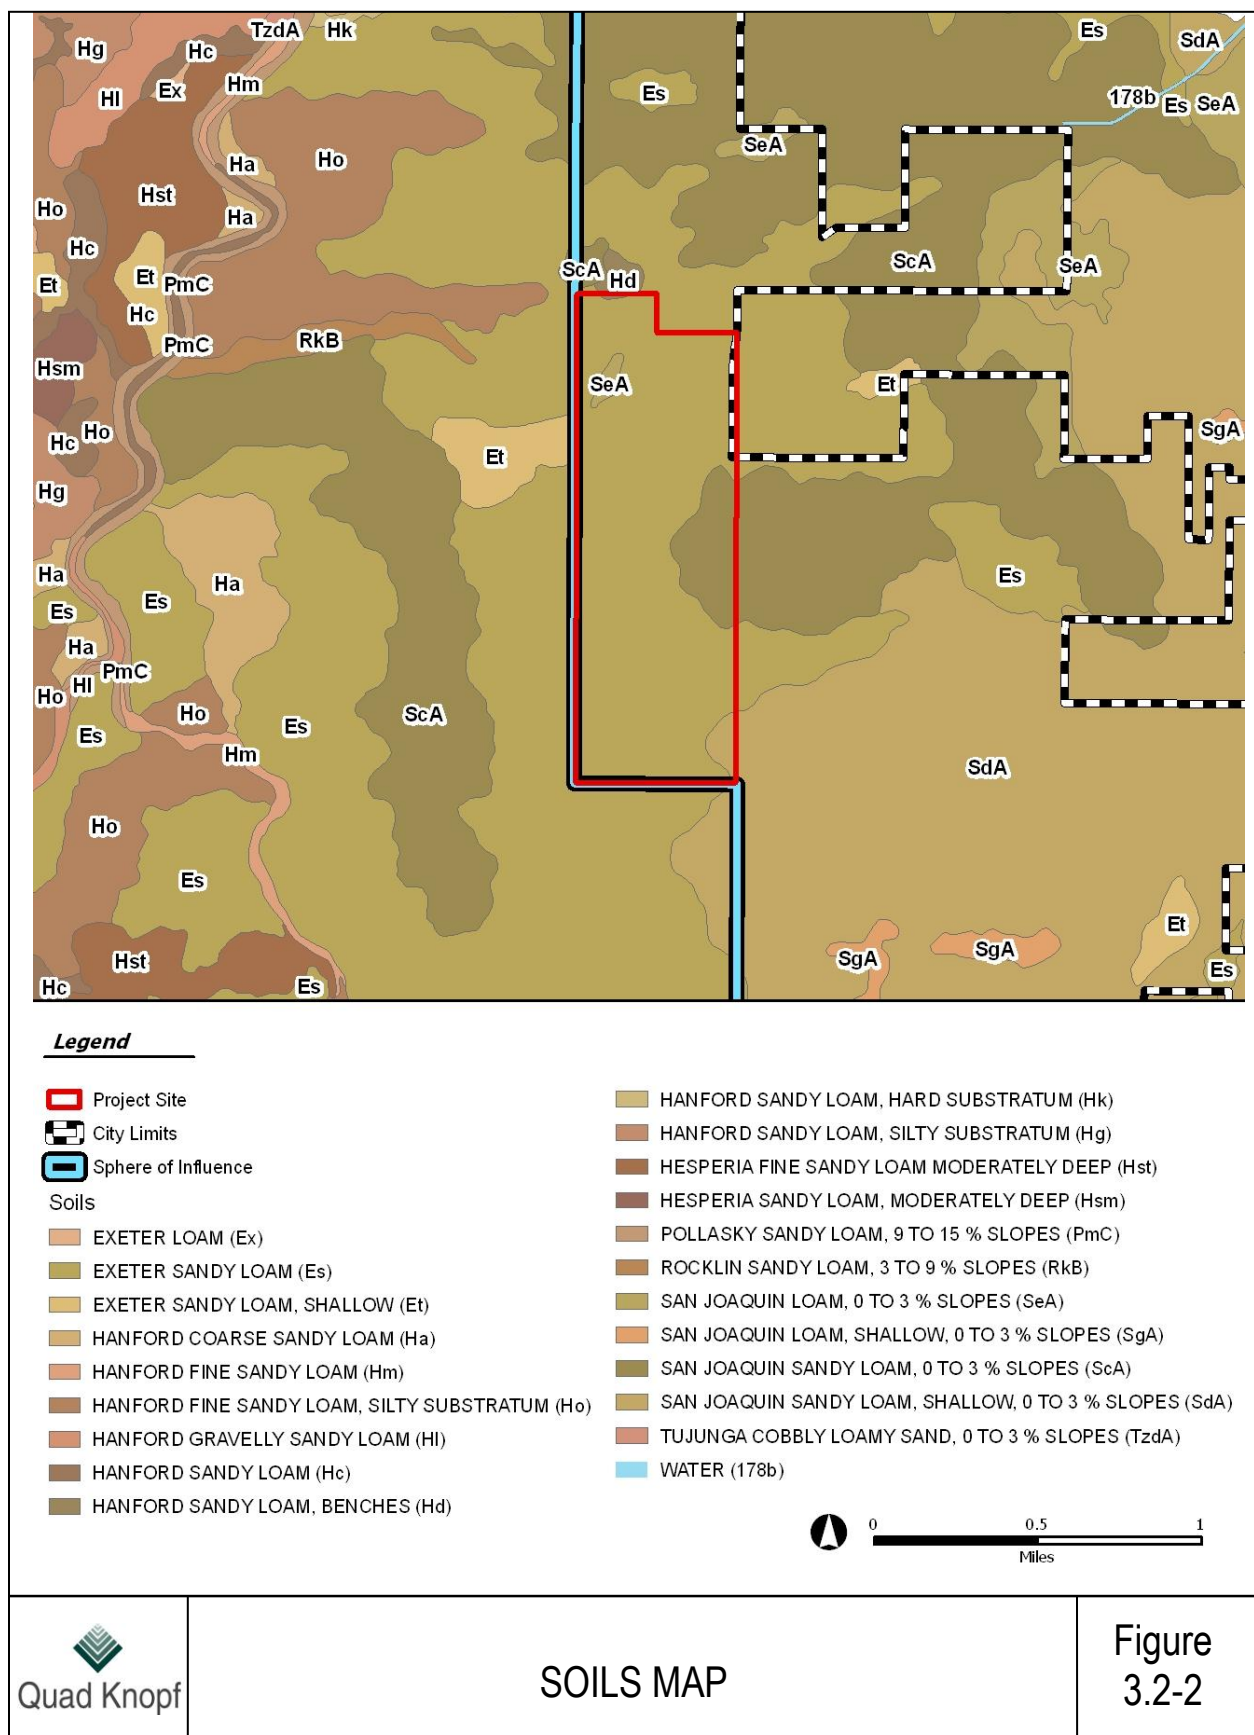 TzdA Hk
Hg Hc
Es SdA
Hl Ex Hm
Es 178b Es SeA
SeA
Ha Ho
Hst
Ho Ha
Hc
ScA SeA
Et Et PmC ScA Hd
Hc
PmC RkB
Hsm
SeA Et
Hc Ho SgA
Et
Hg
Ha Ha Es
Es Es
Ha
PmC
Hl
Ho Ho ScA
Es Es
Hm SdA
Ho
Es
Et
Hst SgA SgA
Es
Hc Es
Legend
Project Site
City Limits
Sphere of Influence
Soils
EXETER LOAM (Ex)
EXETER SANDY LOAM (Es)
EXETER SANDY LOAM, SHALLOW (Et)
HANFORD COARSE SANDY LOAM (Ha)
HANFORD FINE SANDY LOAM (Hm)
HANFORD FINE SANDY LOAM, SILTY SUBSTRATUM (Ho)
HANFORD GRAVELLY SANDY LOAM (Hl)
HANFORD SANDY LOAM (Hc)
HANFORD SANDY LOAM, BENCHES (Hd)
HANFORD SANDY LOAM, HARD SUBSTRATUM (Hk)
HANFORD SANDY LOAM, SILTY SUBSTRATUM (Hg)
HESPERIA FINE SANDY LOAM MODERATELY DEEP (Hst)
HESPERIA SANDY LOAM, MODERATELY DEEP (Hsm)
POLLASKY SANDY LOAM, 9 TO 15 % SLOPES (PmC)
ROCKLIN SANDY LOAM, 3 TO 9 % SLOPES (RkB)
SAN JOAQUIN LOAM, 0 TO 3 % SLOPES (SeA)
SAN JOAQUIN LOAM, SHALLOW, 0 TO 3 % SLOPES (SgA)
SAN JOAQUIN SANDY LOAM, 0 TO 3 % SLOPES (ScA)
SAN JOAQUIN SANDY LOAM, SHALLOW, 0 TO 3 % SLOPES (SdA)
TUJUNGA COBBLY LOAMY SAND, 0 TO 3 % SLOPES (TzdA)
WATER (178b)
0 0.5 1
Miles
Quad Knopf
SOILS MAP
Figure
3.2-2